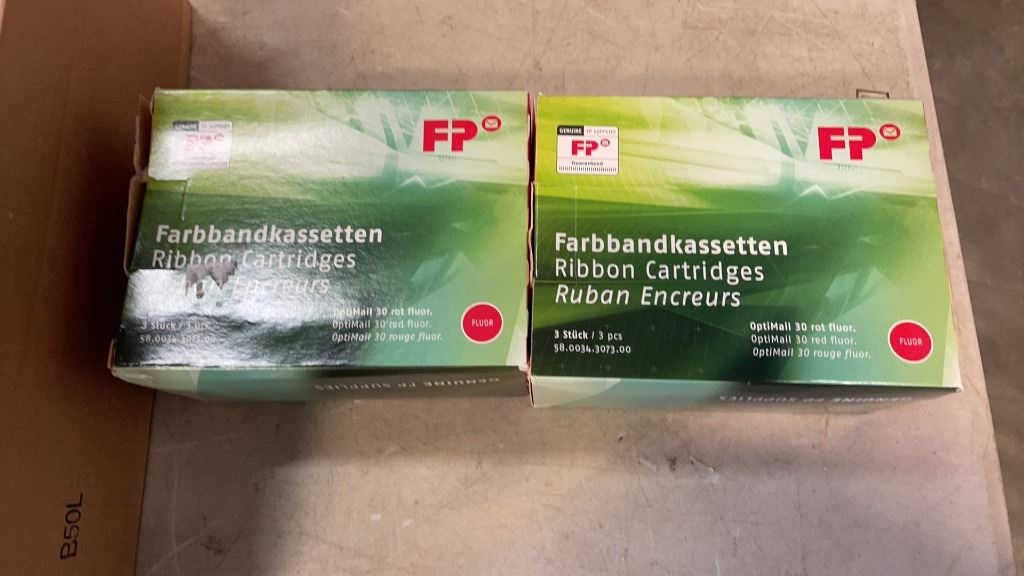 FP
Farbbandkassetten
Ribbon Cartridges
Encreurs
OptiMail 30 rot fluor.
OptiMail 30 red fluor.
OptiMail 30 rouge fluor.
3 Stück / 3 pcs
58.0034.3073.00
FLUOR
GENUINE FP SUPPLIES
GENUINE FP SUPPLIES
FP
FP
Farbbandkassetten
Ribbon Cartridges
Ruban Encreurs
3 Stück / 3 pcs
58.0034.3073.00
OptiMail 30 rot fluor.
OptiMail 30 red fluor.
OptiMail 30 rouge fluor.
FLUOR
GENUINE FP SUPPLIES
B50L